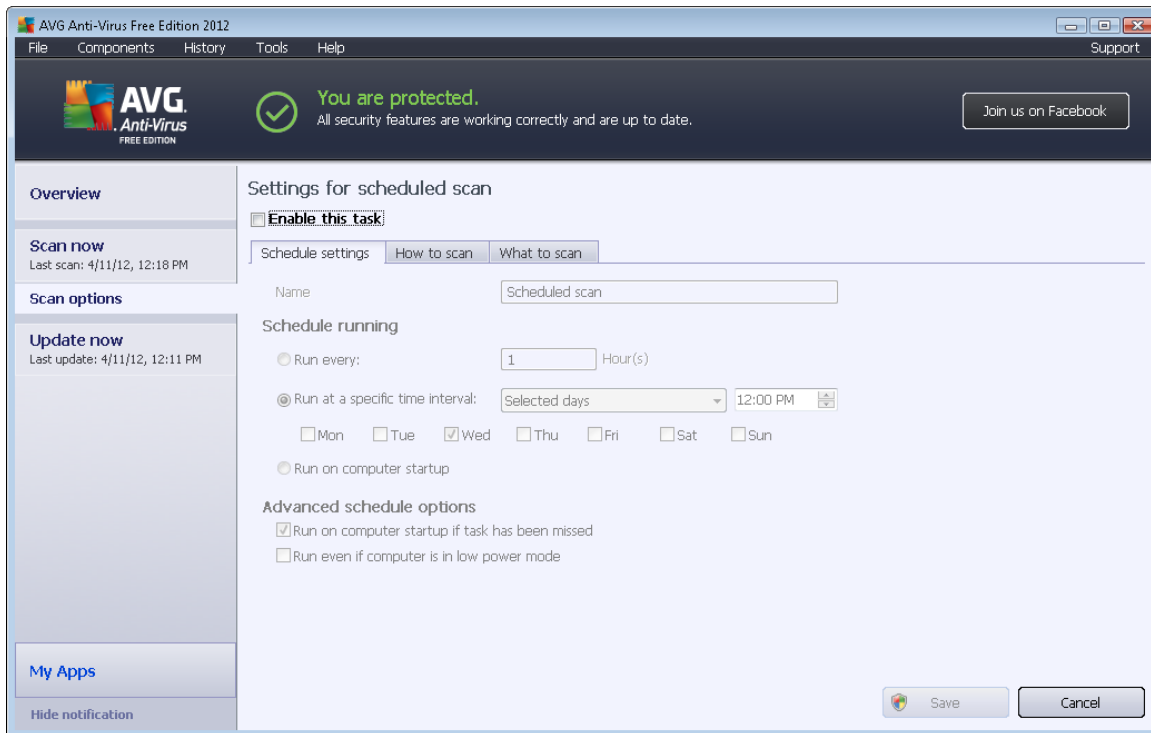 AVG Anti-Virus Free Edition 2012
File Components History Tools Help Support
AVG.
Anti-Virus
FREE EDITION
You are protected.
All security features are working correctly and are up to date.
Join us on Facebook
Overview
Scan now
Last scan: 4/11/12, 12:18 PM
Scan options
Update now
Last update: 4/11/12, 12:11 PM
My Apps
Hide notification
Settings for scheduled scan
Enable this task
Schedule settings How to scan What to scan
Name Scheduled scan
Schedule running
Run every: 1 Hour(s)
Run at a specific time interval: Selected days 12:00 PM
Mon Tue Wed Thu Fri Sat Sun
Run on computer startup
Advanced schedule options
Run on computer startup if task has been missed
Run even if computer is in low power mode
Save Cancel